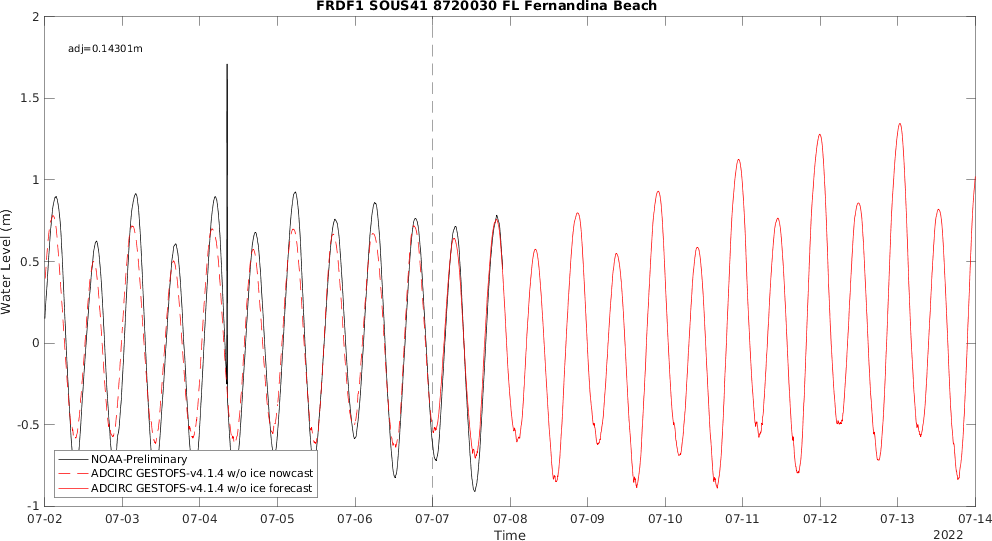 FRDF1 SOUS41 8720030 FL Fernandina Beach
adj=0.14301m
2
1.5
1
0.5
0
-0.5
-1
Water Level (m)
NOAA-Preliminary
ADCIRC GESTOFS-v4.1.4 w/o ice nowcast
ADCIRC GESTOFS-v4.1.4 w/o ice forecast
07-02 07-03 07-04 07-05 07-06 07-07 07-08 07-09 07-10 07-11 07-12 07-13 07-14
Time
2022